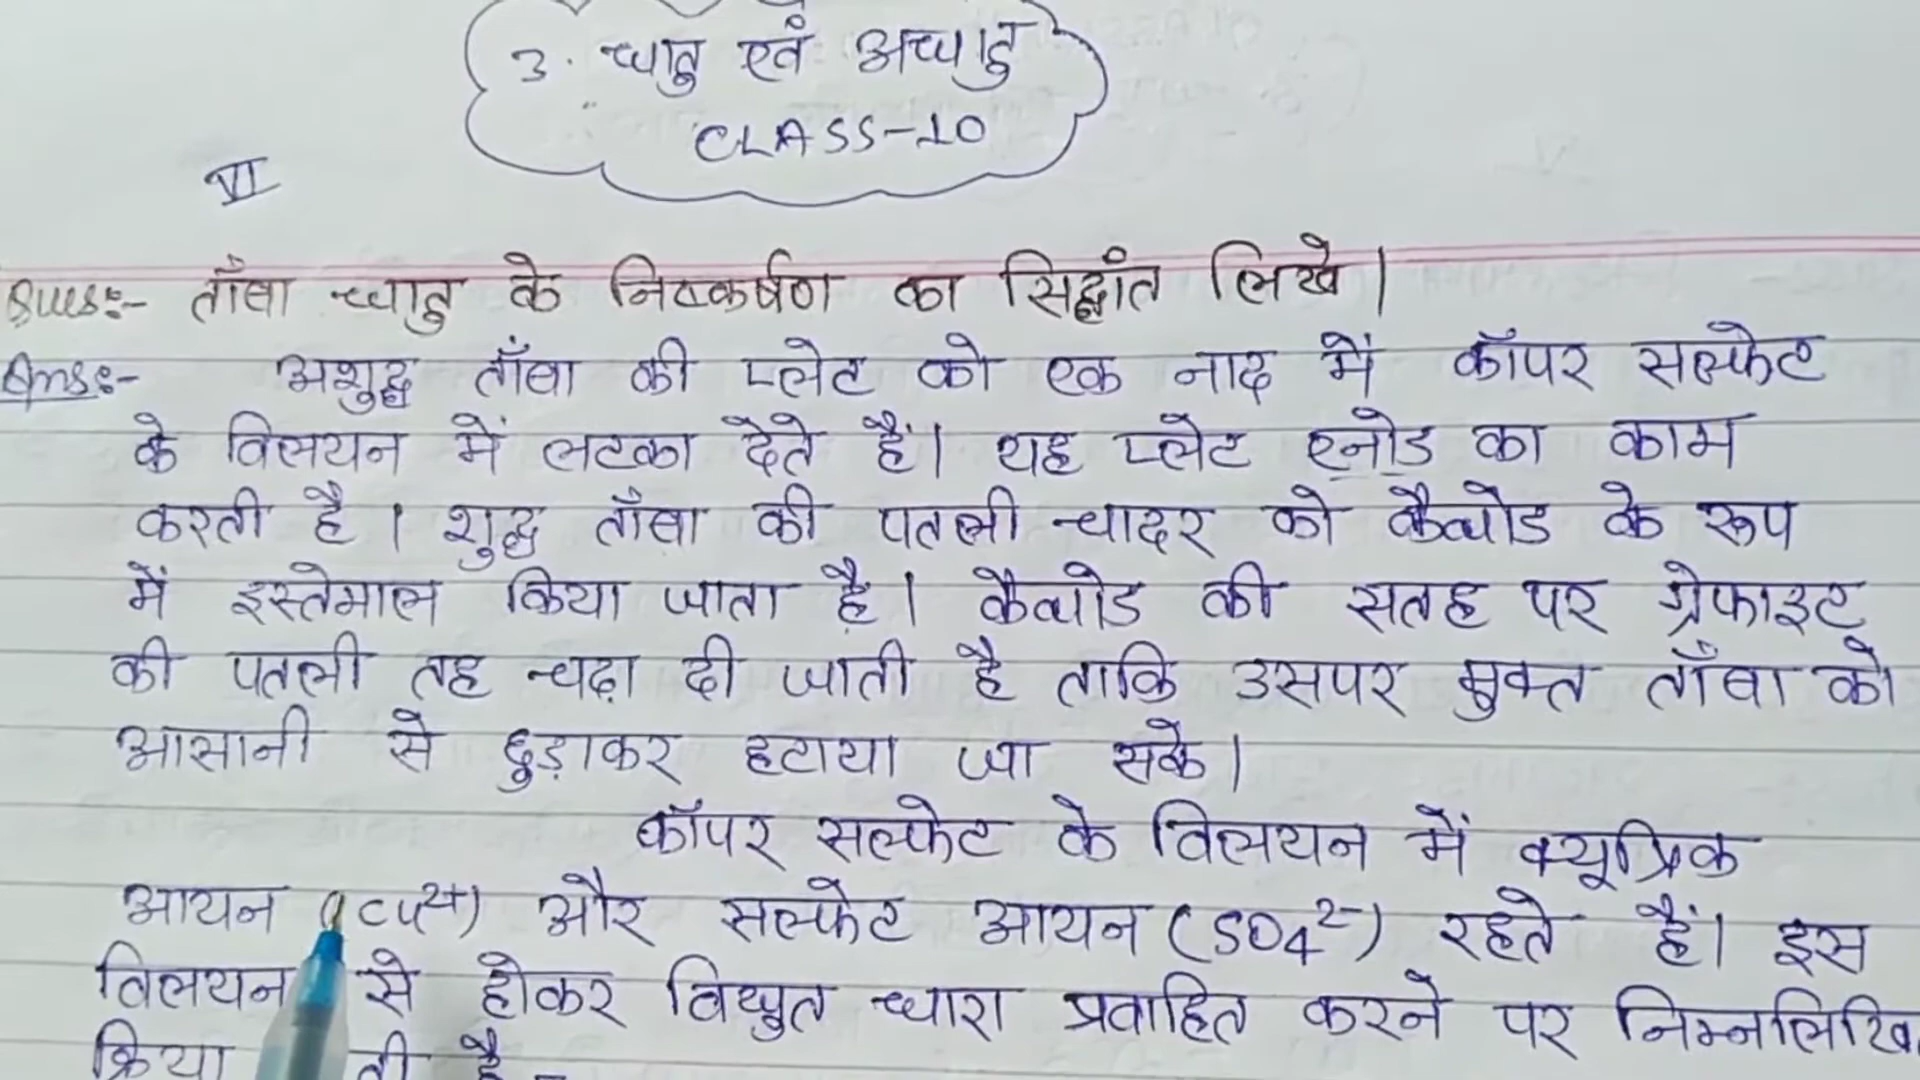 3. धातु एवं अधातु
CLASS-10
VI
Ques:- ताँबा धातु के निष्कर्षण का सिद्धांत लिखे।
Ans:- अशुद्ध ताँबा की प्लेट को एक नाद में कॉपर सल्फेट
के विलयन में लटका देते हैं। यह प्लेट एनोड का काम
करती है। शुद्ध ताँबा की पतली चादर को कैथोड के रूप
में इस्तेमाल किया जाता है। कैथोड की सतह पर ग्रेफाइट
की पतली तह चढ़ा दी जाती है ताकि उसपर मुक्त ताँबा को
आसानी से छुड़ाकर हटाया जा सके।
कॉपर सल्फेट के विलयन में क्यूप्रिक
आयन (Cu²⁺) और सल्फेट आयन (SO₄²⁻) रहते हैं। इस
विलयन से होकर विद्युत धारा प्रवाहित करने पर निम्नलिखि
क्रिया है -